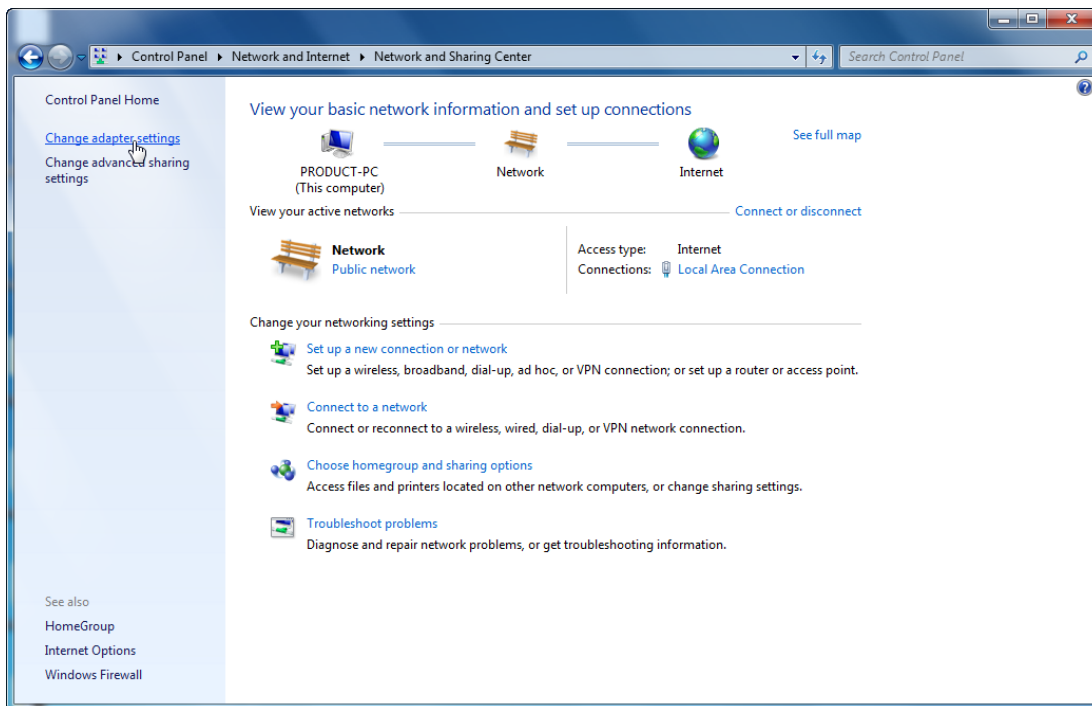 Control Panel ▸ Network and Internet ▸ Network and Sharing Center
Search Control Panel
Control Panel Home
Change adapter settings
Change advanced sharing
settings
View your basic network information and set up connections
See full map
PRODUCT-PC
(This computer)
Network
Internet
View your active networks
Connect or disconnect
Network
Public network
Access type: Internet
Connections: Local Area Connection
Change your networking settings
Set up a new connection or network
Set up a wireless, broadband, dial-up, ad hoc, or VPN connection; or set up a router or access point.
Connect to a network
Connect or reconnect to a wireless, wired, dial-up, or VPN network connection.
Choose homegroup and sharing options
Access files and printers located on other network computers, or change sharing settings.
Troubleshoot problems
Diagnose and repair network problems, or get troubleshooting information.
See also
HomeGroup
Internet Options
Windows Firewall